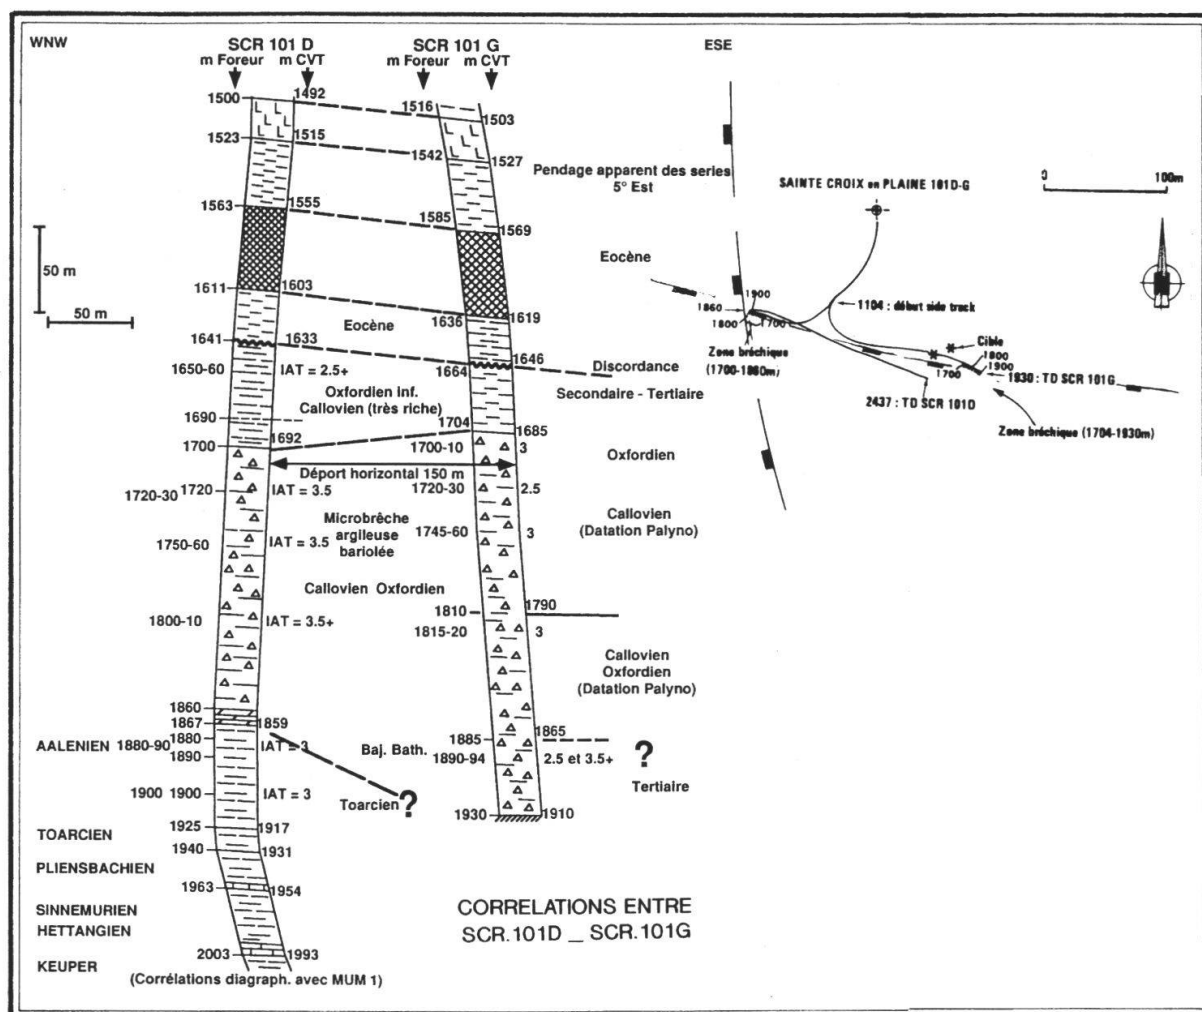 WNW
SCR 101 D
m Foreur m CVT
SCR 101 G
m Foreur m CVT
ESE
1500 1492
1516 1503
1523 1515
1542 1527
Pendage apparent des series
5° Est
1563 1555
1585 1569
Eocène
50 m
50 m
1611 1603
1636 1619
Eocène
1641 1633
1664 1646
Discordance
Secondaire - Tertiaire
1650-60
IAT = 2.5+
Oxfordien Inf.
Callovien (très riche)
1690
1704 1685
1700 1692
1700-10 3
Oxfordien
Déport horizontal 150 m
1720-30 1720 IAT = 3.5
1720-30 2.5
Microbrêche
argileuse
bariolée
Callovien
(Datation Palyno)
1750-60 IAT = 3.5
1745-60 3
Callovien Oxfordien
1810 1790
1800-10 IAT = 3.5+
1815-20 3
Callovien
Oxfordien
(Datation Palyno)
1860
1867 1859
1880
AALENIEN 1880-90 IAT = 3
1890
Baj. Bath.
1885 1865
1890-94 2.5 et 3.5+
?
Tertiaire
1900 1900 IAT = 3
Toarcien ?
1930 1910
1925 1917
TOARCIEN
1940 1931
PLIENSBACHIEN
1963 1954
SINNEMURIEN
HETTANGIEN
2003 1993
KEUPER
(Corrélations diagraph. avec MUM 1)
CORRELATIONS ENTRE
SCR.101D _ SCR.101G
0 100m
SAINTE CROIX en PLAINE 101D-G
1900
1860
1800
1700
1104 : début side track
Zone bréchique
(1700-1860m)
Cible
1800
1700
1900
1930 : TD SCR 101G
2437 : TD SCR 101D
Zone bréchique (1704-1930m)